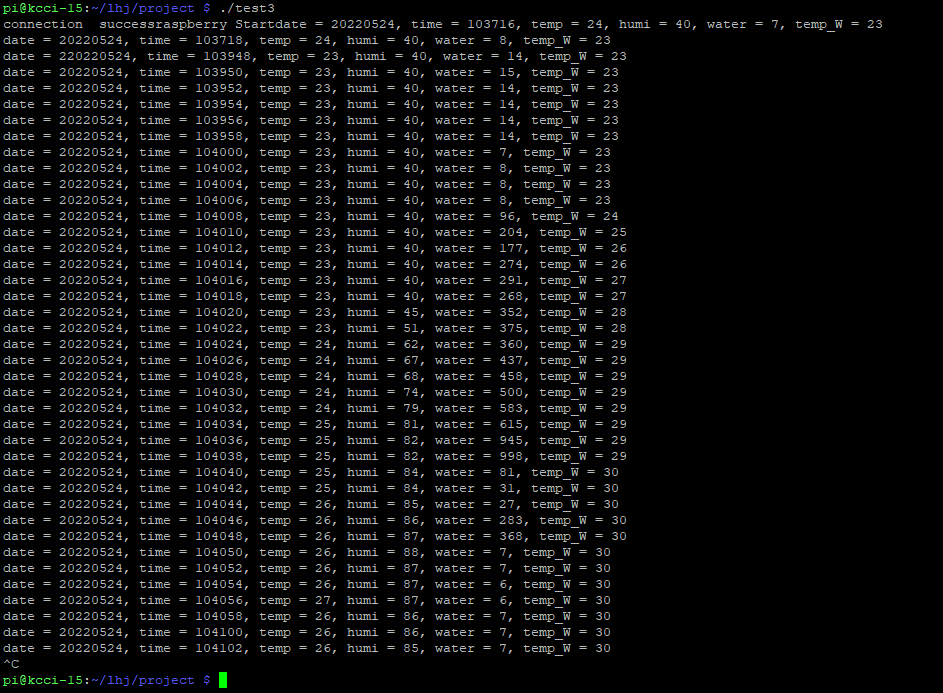 pi@kcci-15:~/lhj/project $ ./test3
connection  successraspberry Startdate = 20220524, time = 103716, temp = 24, humi = 40, water = 7, temp_W = 23
date = 20220524, time = 103718, temp = 24, humi = 40, water = 8, temp_W = 23
date = 220220524, time = 103948, temp = 23, humi = 40, water = 14, temp_W = 23
date = 20220524, time = 103950, temp = 23, humi = 40, water = 15, temp_W = 23
date = 20220524, time = 103952, temp = 23, humi = 40, water = 14, temp_W = 23
date = 20220524, time = 103954, temp = 23, humi = 40, water = 14, temp_W = 23
date = 20220524, time = 103956, temp = 23, humi = 40, water = 14, temp_W = 23
date = 20220524, time = 103958, temp = 23, humi = 40, water = 14, temp_W = 23
date = 20220524, time = 104000, temp = 23, humi = 40, water = 7, temp_W = 23
date = 20220524, time = 104002, temp = 23, humi = 40, water = 8, temp_W = 23
date = 20220524, time = 104004, temp = 23, humi = 40, water = 8, temp_W = 23
date = 20220524, time = 104006, temp = 23, humi = 40, water = 8, temp_W = 23
date = 20220524, time = 104008, temp = 23, humi = 40, water = 96, temp_W = 24
date = 20220524, time = 104010, temp = 23, humi = 40, water = 204, temp_W = 25
date = 20220524, time = 104012, temp = 23, humi = 40, water = 177, temp_W = 26
date = 20220524, time = 104014, temp = 23, humi = 40, water = 274, temp_W = 26
date = 20220524, time = 104016, temp = 23, humi = 40, water = 291, temp_W = 27
date = 20220524, time = 104018, temp = 23, humi = 40, water = 268, temp_W = 27
date = 20220524, time = 104020, temp = 23, humi = 45, water = 352, temp_W = 28
date = 20220524, time = 104022, temp = 23, humi = 51, water = 375, temp_W = 28
date = 20220524, time = 104024, temp = 24, humi = 62, water = 360, temp_W = 29
date = 20220524, time = 104026, temp = 24, humi = 67, water = 437, temp_W = 29
date = 20220524, time = 104028, temp = 24, humi = 68, water = 458, temp_W = 29
date = 20220524, time = 104030, temp = 24, humi = 74, water = 500, temp_W = 29
date = 20220524, time = 104032, temp = 24, humi = 79, water = 583, temp_W = 29
date = 20220524, time = 104034, temp = 25, humi = 81, water = 615, temp_W = 29
date = 20220524, time = 104036, temp = 25, humi = 82, water = 945, temp_W = 29
date = 20220524, time = 104038, temp = 25, humi = 82, water = 998, temp_W = 29
date = 20220524, time = 104040, temp = 25, humi = 84, water = 81, temp_W = 30
date = 20220524, time = 104042, temp = 25, humi = 84, water = 31, temp_W = 30
date = 20220524, time = 104044, temp = 26, humi = 85, water = 27, temp_W = 30
date = 20220524, time = 104046, temp = 26, humi = 86, water = 283, temp_W = 30
date = 20220524, time = 104048, temp = 26, humi = 87, water = 368, temp_W = 30
date = 20220524, time = 104050, temp = 26, humi = 88, water = 7, temp_W = 30
date = 20220524, time = 104052, temp = 26, humi = 87, water = 7, temp_W = 30
date = 20220524, time = 104054, temp = 26, humi = 87, water = 6, temp_W = 30
date = 20220524, time = 104056, temp = 27, humi = 87, water = 6, temp_W = 30
date = 20220524, time = 104058, temp = 26, humi = 86, water = 7, temp_W = 30
date = 20220524, time = 104100, temp = 26, humi = 86, water = 7, temp_W = 30
date = 20220524, time = 104102, temp = 26, humi = 85, water = 7, temp_W = 30
^C
pi@kcci-15:~/lhj/project $